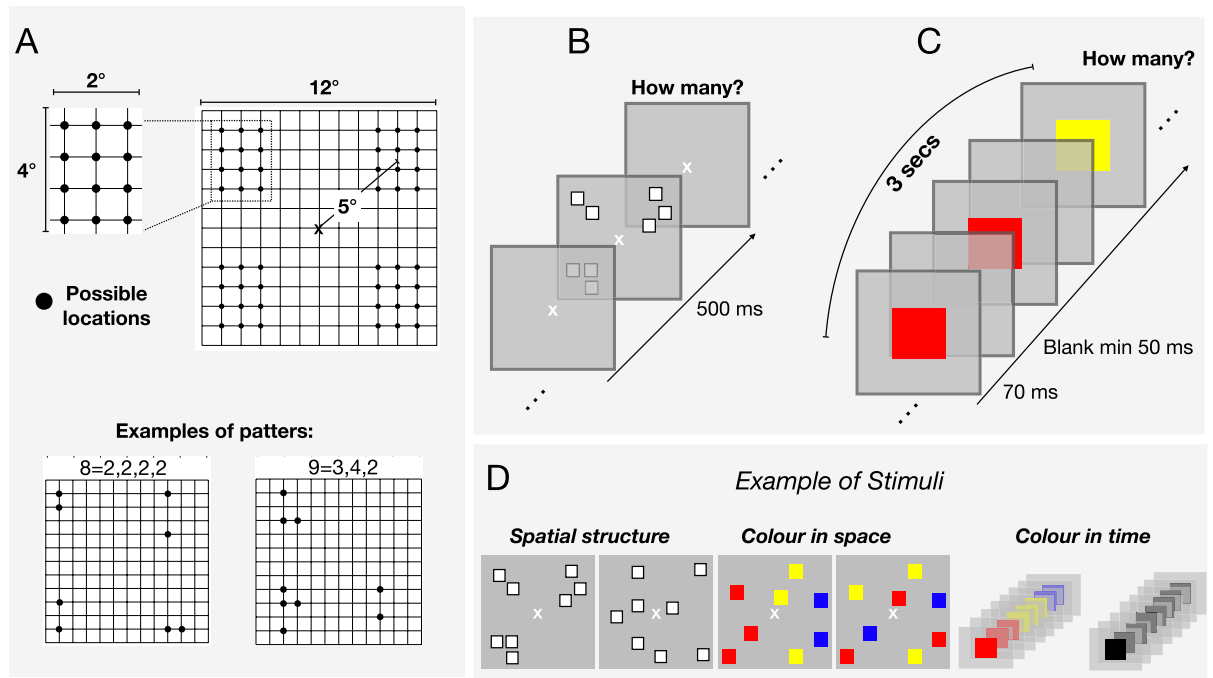 A
2°
4°
12°
5°
x
Possible
locations
Examples of patters:
8=2,2,2,2
9=3,4,2
B
How many?
x
x
x
500 ms
C
How many?
3 secs
Blank min 50 ms
70 ms
D
Example of Stimuli
Spatial structure
Colour in space
Colour in time
x
x
x
x